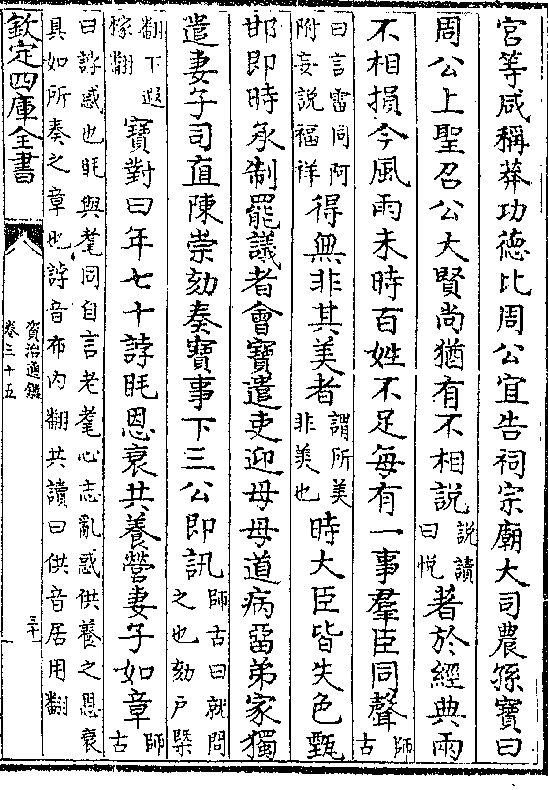 宮等咸稱莽功德比周公宜告祠宗廟大司農孫寶曰
周公上聖召公大賢尚猶有不相說說讀曰悅著於經典兩
不相損今風雨未時百姓不足每有一事羣臣同聲師古
曰言雷同阿附妄說福祥得無非其美者謂所美非美也時大臣皆失色甄
邯即時承制罷議者會寶遣吏迎母母道病留弟家獨
遣妻子司直陳崇劾奏寶事下三公即訊師古曰就問之也劾戶槩
翻下遐稼翻寶對曰年七十誖眊恩衰共養營妻子如章師古
曰誖惑也眊與耄同自言老耄心志亂惑供養之恩衰
具如所奏之章也誖音布内翻共讀曰供音居用翻
欽定四庫全書
資治通鑑
卷三十五
三十